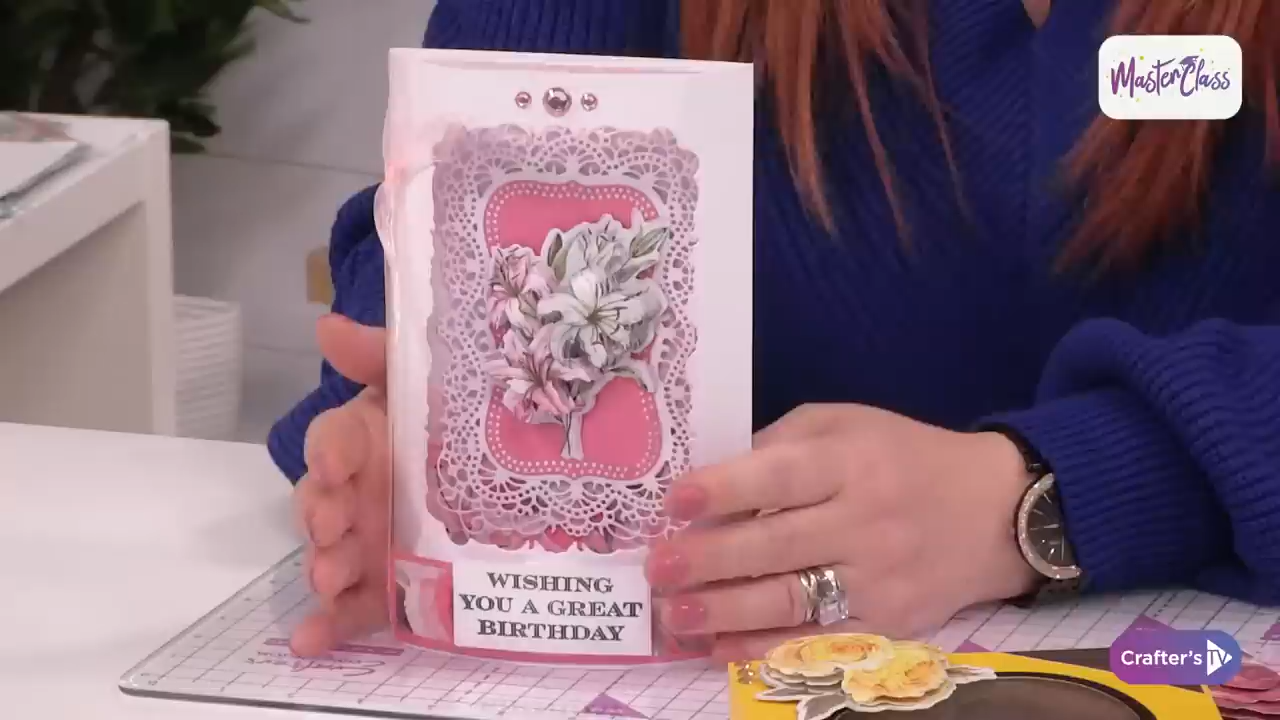 MasterClass
WISHING
YOU A GREAT
BIRTHDAY
Crafter's TV